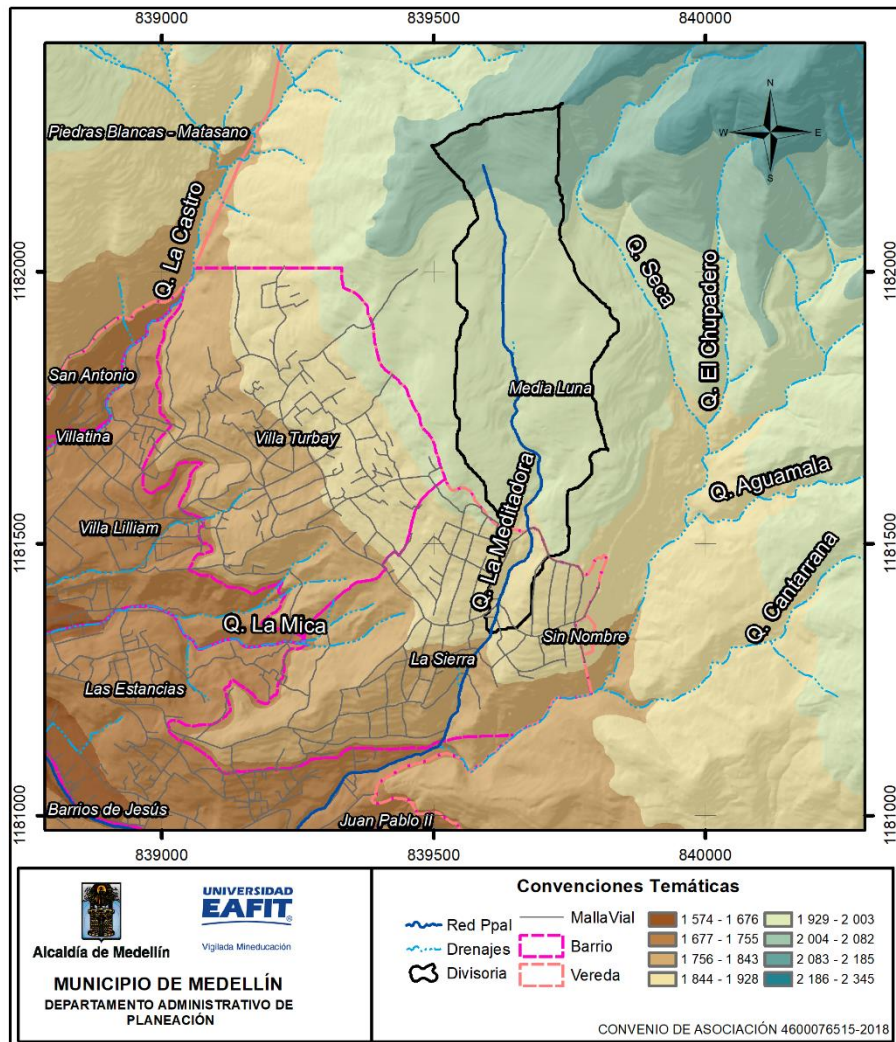 839000
839500
840000
N
W
E
S
Piedras Blancas - Matasano
Q. La Castro
1182000
1182000
Q. Seca
Q. El Chupadero
San Antonio
Media Luna
Villatina
Villa Turbay
Q. La Meditadora
Q. Aguamala
Villa Lilliam
1181500
1181500
Q. Cantarrana
Q. La Mica
Sin Nombre
La Sierra
Las Estancias
Barrios de Jesús
Juan Pablo II
1181000
1181000
839000
839500
840000
Alcaldía de Medellín
UNIVERSIDAD
EAFIT®
Vigilada Mineducación
MUNICIPIO DE MEDELLÍN
DEPARTAMENTO ADMINISTRATIVO DE
PLANEACIÓN
Convenciones Temáticas
Red Ppal
Drenajes
Divisoria
MallaVial
Barrio
Vereda
1 574 - 1 676
1 677 - 1 755
1 756 - 1 843
1 844 - 1 928
1 929 - 2 003
2 004 - 2 082
2 083 - 2 185
2 186 - 2 345
CONVENIO DE ASOCIACIÓN 4600076515-2018